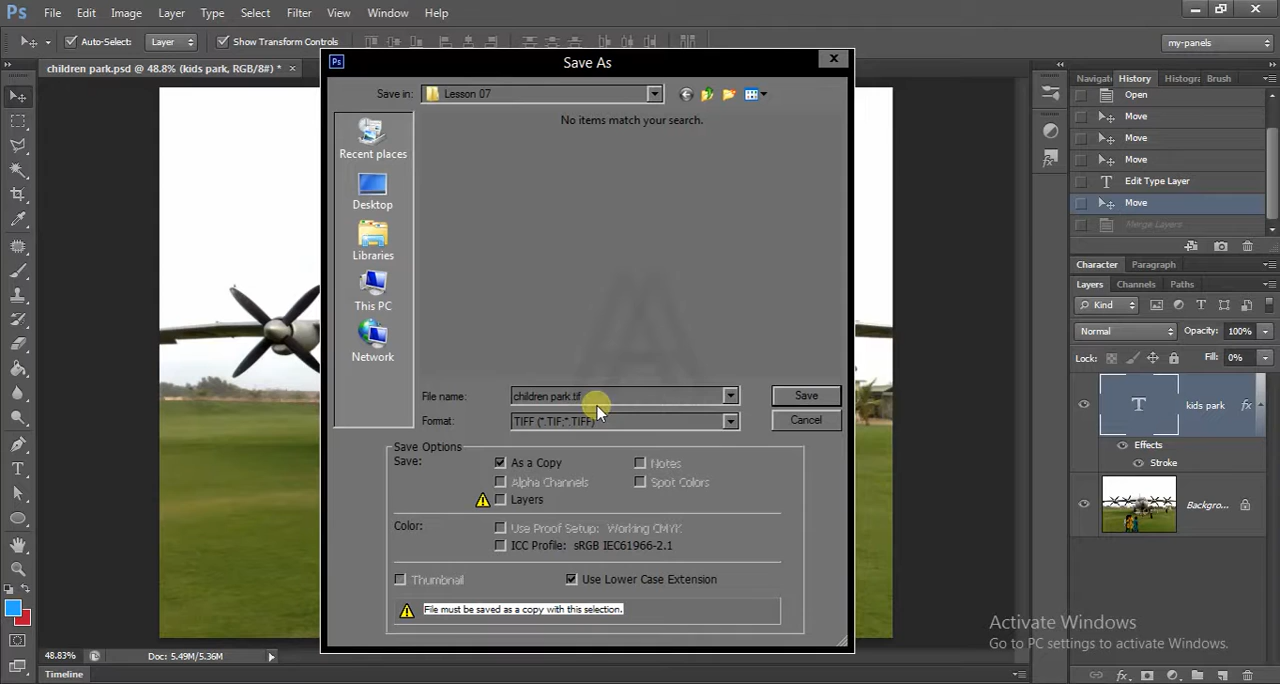 Ps File Edit Image Layer Type Select Filter View Window Help
Auto-Select: Layer Show Transform Controls my-panels
children park.psd @ 48.8% (kids park, RGB/8#) *
Save As
Save in: Lesson 07
No items match your search.
Recent places
Desktop
Libraries
This PC
Network
File name: children park.tif Save
Format: TIFF (*.TIF;*.TIFF) Cancel
Save Options
Save: As a Copy Notes
Alpha Channels Spot Colors
Layers
Color: Use Proof Setup: Working CMYK
ICC Profile: sRGB IEC61966-2.1
Thumbnail Use Lower Case Extension
File must be saved as a copy with this selection.
Navigat History Histogra Brush
Open
Move
Move
Move
Edit Type Layer
Move
Merge Layers
Character Paragraph
Layers Channels Paths
Kind
Normal Opacity: 100%
Lock: Fill: 0%
T kids park fx
Effects
Stroke
Backgro...
Activate Windows
Go to PC settings to activate Windows.
48.83% Doc: 5.49M/5.36M
Timeline